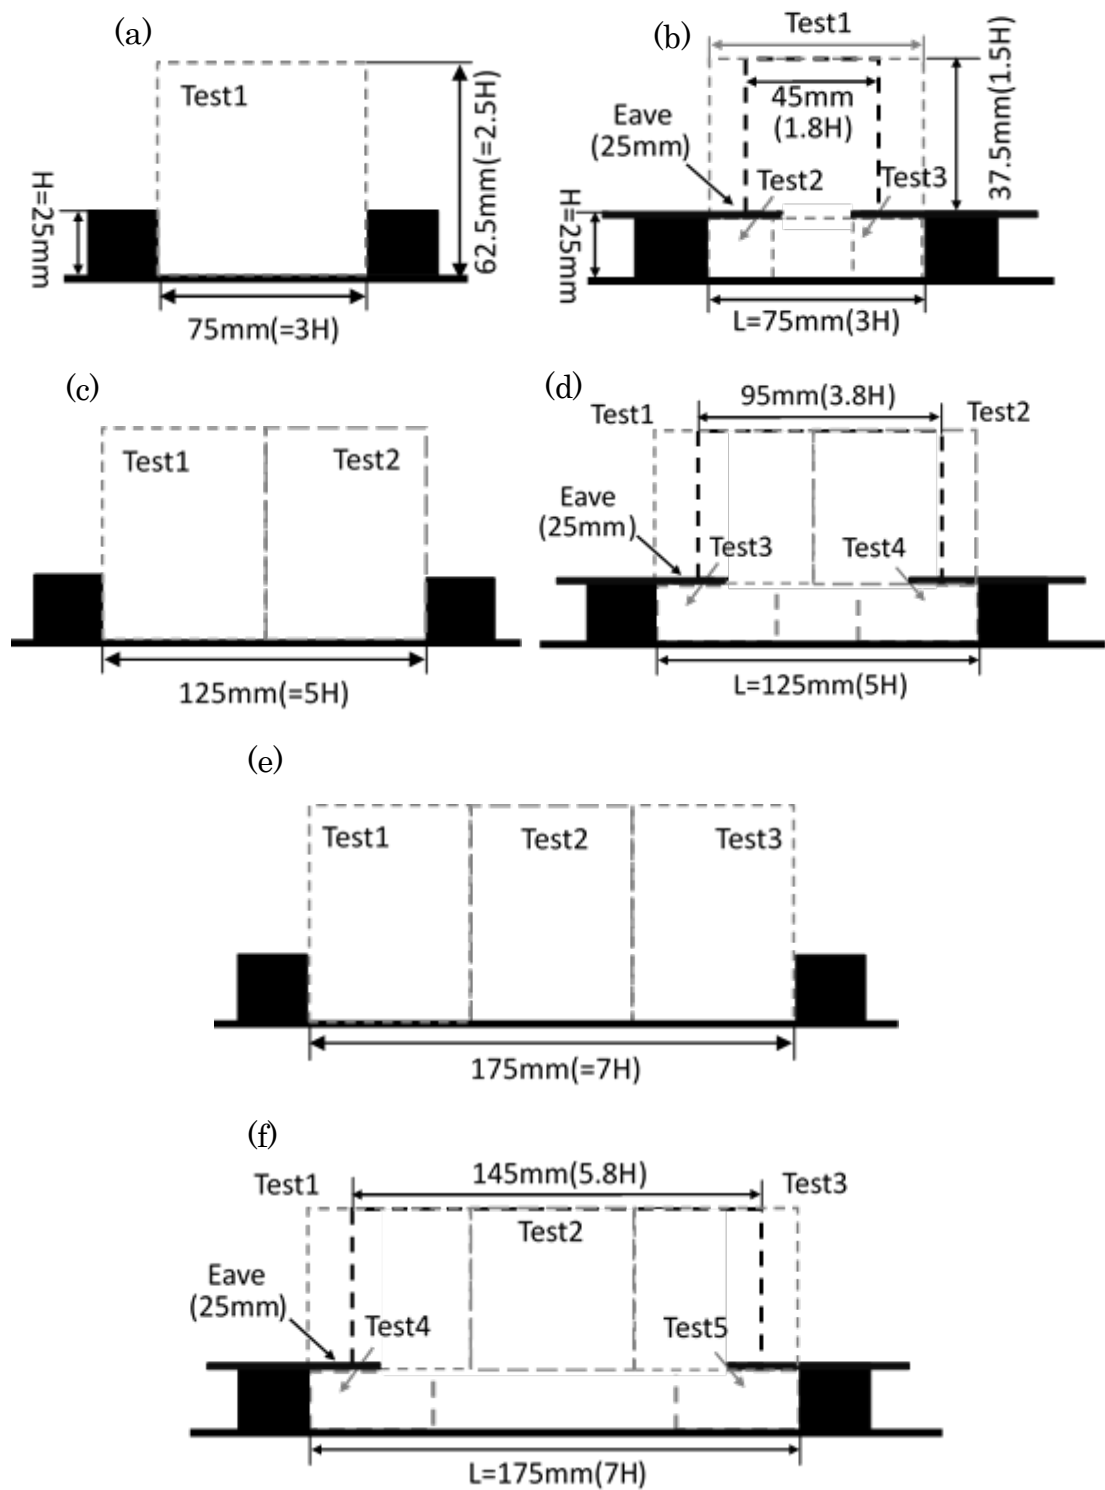 (a)
Test1
H=25mm
62.5mm(=2.5H)
75mm(=3H)
(b)
Test1
45mm
(1.8H)
37.5mm(1.5H)
Eave
(25mm)
Test2
Test3
H=25mm
L=75mm(3H)
(c)
Test1
Test2
125mm(=5H)
(d)
95mm(3.8H)
Test1
Test2
Eave
(25mm)
Test3
Test4
L=125mm(5H)
(e)
Test1
Test2
Test3
175mm(=7H)
(f)
145mm(5.8H)
Test1
Test3
Test2
Eave
(25mm)
Test4
Test5
L=175mm(7H)